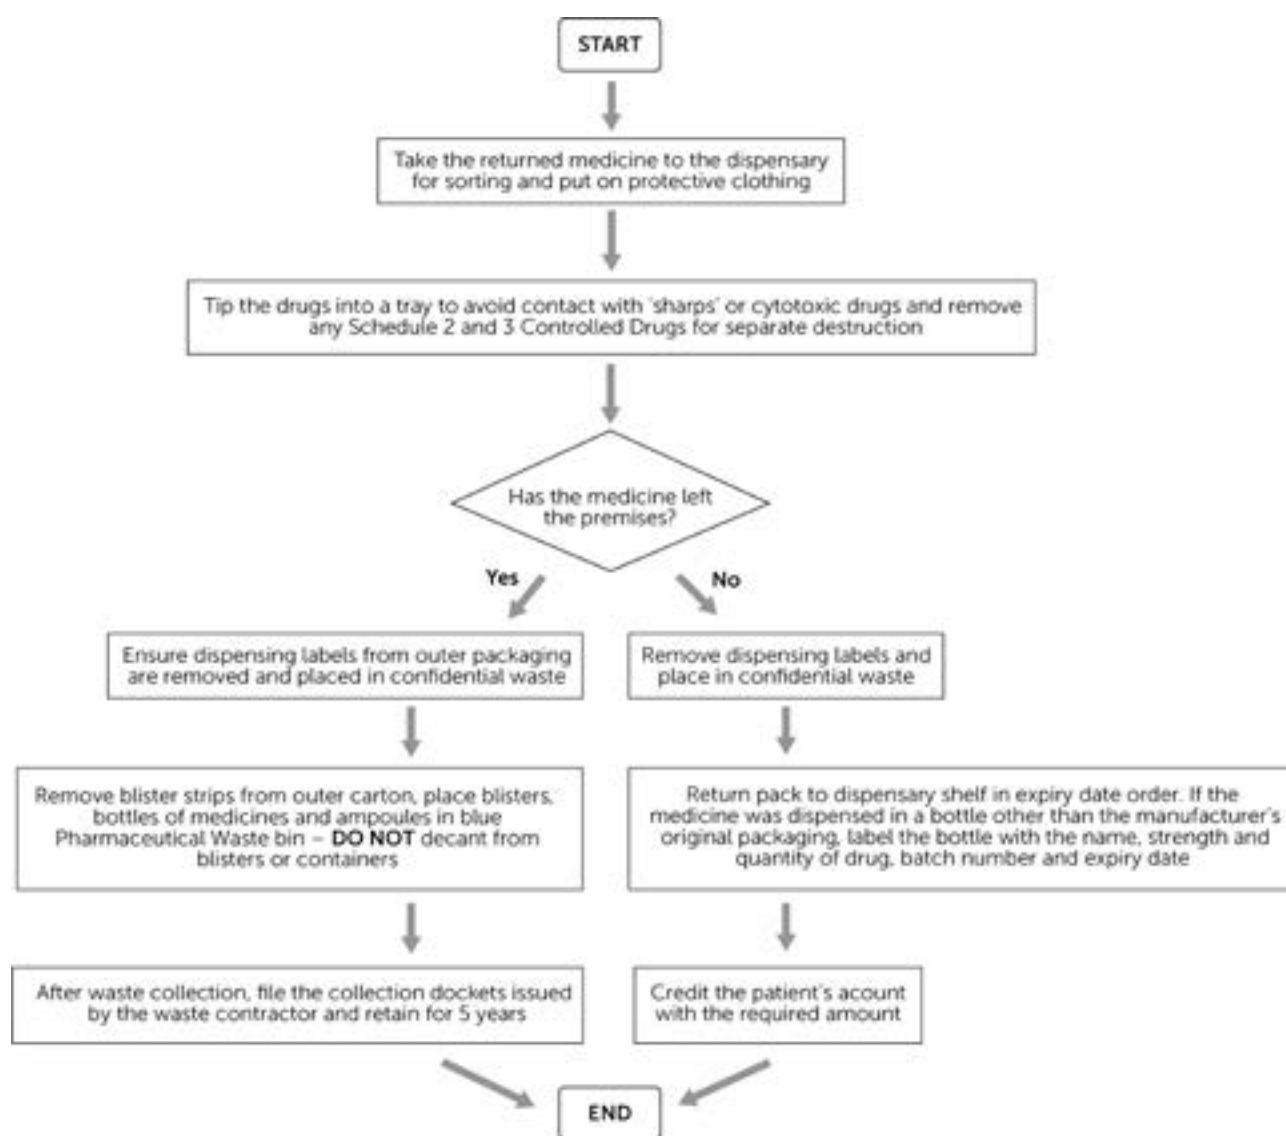 START
Take the returned medicine to the dispensary
for sorting and put on protective clothing
Tip the drugs into a tray to avoid contact with 'sharps' or cytotoxic drugs and remove
any Schedule 2 and 3 Controlled Drugs for separate destruction
Has the medicine left
the premises?
Yes
No
Ensure dispensing labels from outer packaging
are removed and placed in confidential waste
Remove dispensing labels and
place in confidential waste
Remove blister strips from outer carton, place blisters,
bottles of medicines and ampoules in blue
Pharmaceutical Waste bin – DO NOT decant from
blisters or containers
Return pack to dispensary shelf in expiry date order. If the
medicine was dispensed in a bottle other than the manufacturer's
original packaging, label the bottle with the name, strength and
quantity of drug, batch number and expiry date
After waste collection, file the collection dockets issued
by the waste contractor and retain for 5 years
Credit the patient's acount
with the required amount
END